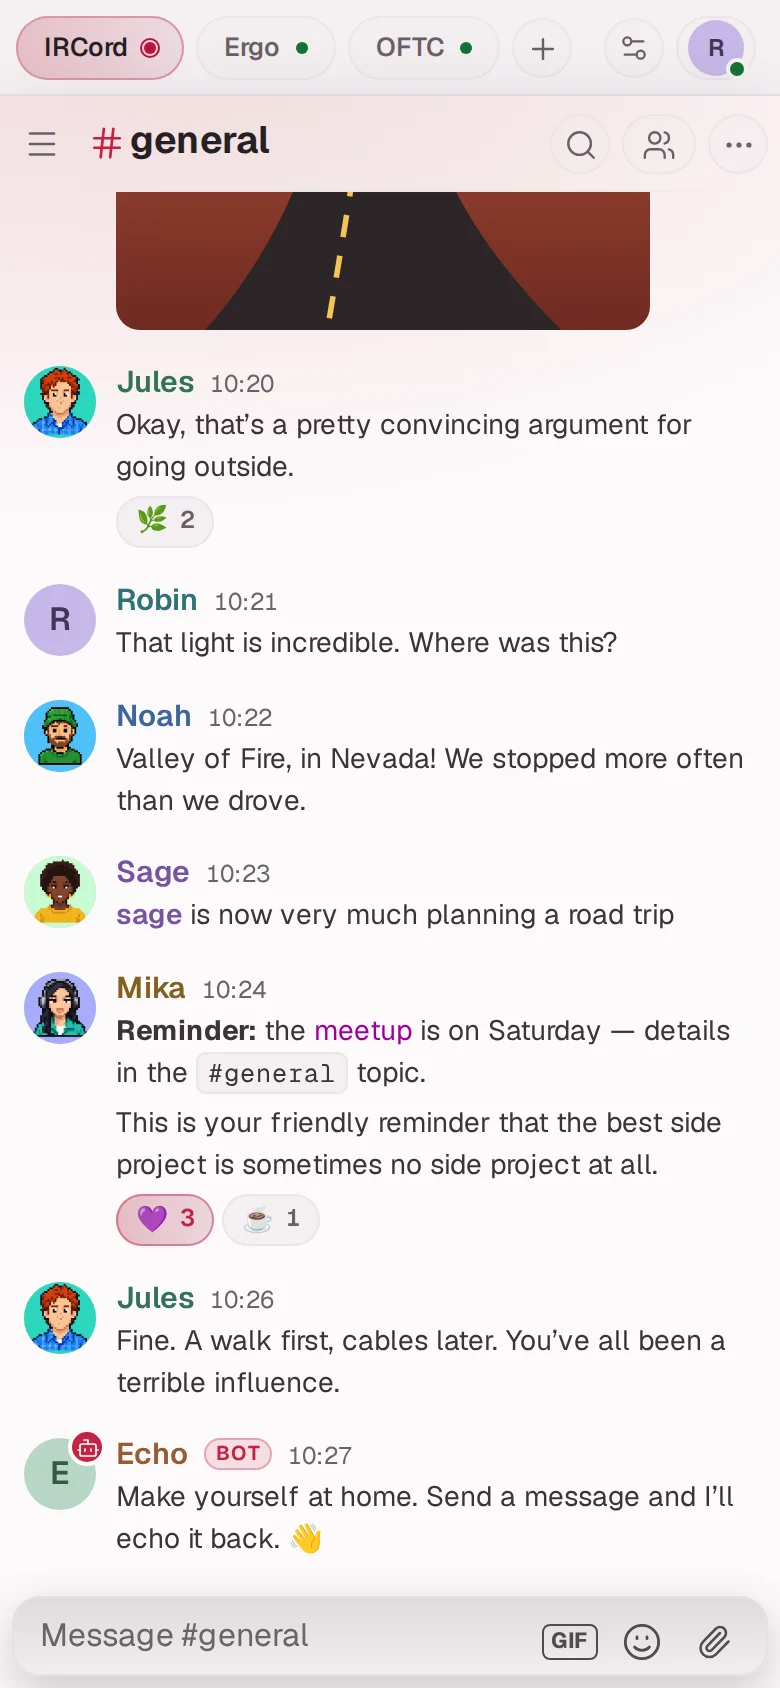 IRCord Ergo OFTC R
# general
Jules 10:20
Okay, that’s a pretty convincing argument for
going outside.
🌿 2
R Robin 10:21
That light is incredible. Where was this?
Noah 10:22
Valley of Fire, in Nevada! We stopped more often
than we drove.
Sage 10:23
sage is now very much planning a road trip
Mika 10:24
Reminder: the meetup is on Saturday — details
in the #general topic.
This is your friendly reminder that the best side
project is sometimes no side project at all.
💜 3 ☕ 1
Jules 10:26
Fine. A walk first, cables later. You’ve all been a
terrible influence.
E Echo BOT 10:27
Make yourself at home. Send a message and I’ll
echo it back. 👋
Message #general GIF